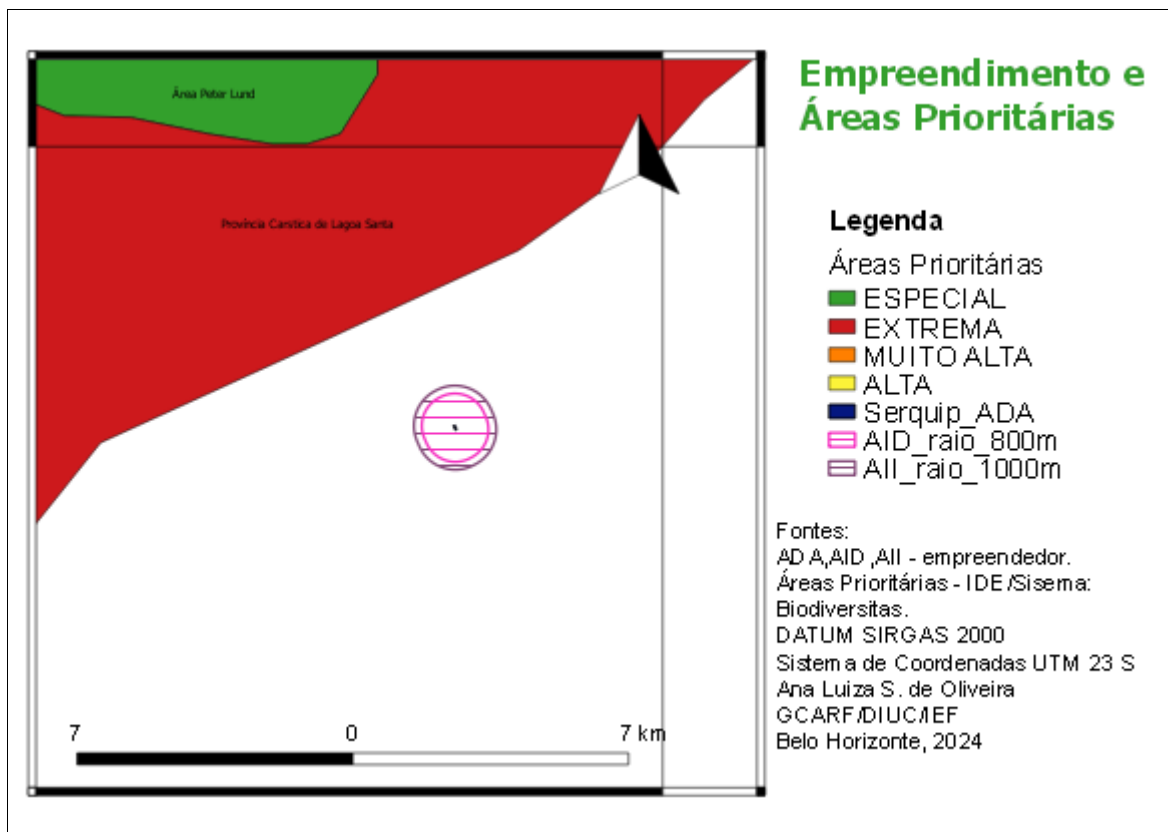 Empreendimento e
Áreas Prioritárias
Área Peter Lund
Província Carstica de Lagoa Santa
Legenda
Áreas Prioritárias
ESPECIAL
EXTREMA
MUITO ALTA
ALTA
Serquip_ADA
AID_raio_800m
AII_raio_1000m
Fontes:
ADA,AID,AII - empreendedor.
Áreas Prioritárias - IDE/Sisema:
Biodiversitas.
DATUM SIRGAS 2000
Sistema de Coordenadas UTM 23 S
Ana Luiza S. de Oliveira
GCARF/DIUC/IEF
Belo Horizonte, 2024
7 0 7 km